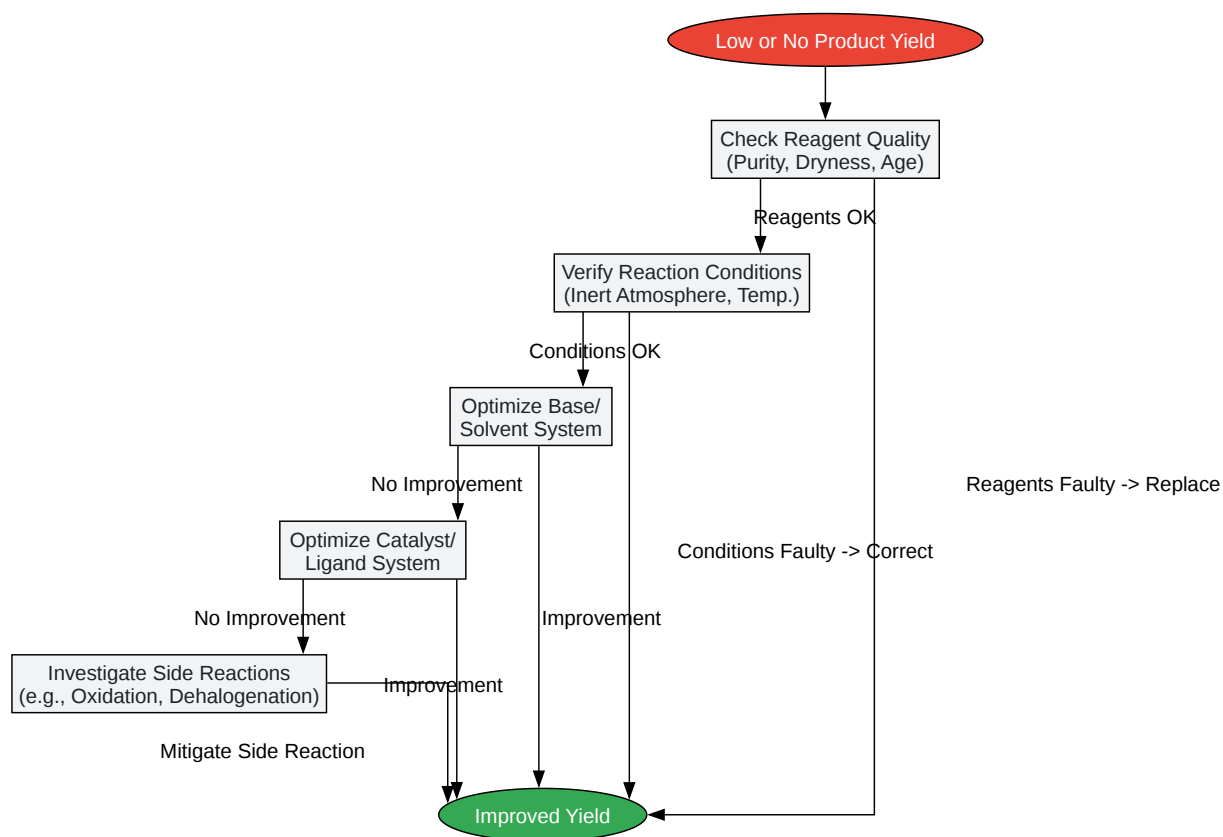 Low or No Product Yield
Check Reagent Quality
(Purity, Dryness, Age)
Reagents OK
Verify Reaction Conditions
(Inert Atmosphere, Temp.)
Conditions OK
Optimize Base/
Solvent System
No Improvement
Reagents Faulty -> Replace
Optimize Catalyst/
Ligand System
Conditions Faulty -> Correct
No Improvement
Improvement
Investigate Side Reactions
(e.g., Oxidation, Dehalogenation)
Improvement
Mitigate Side Reaction
Improved Yield